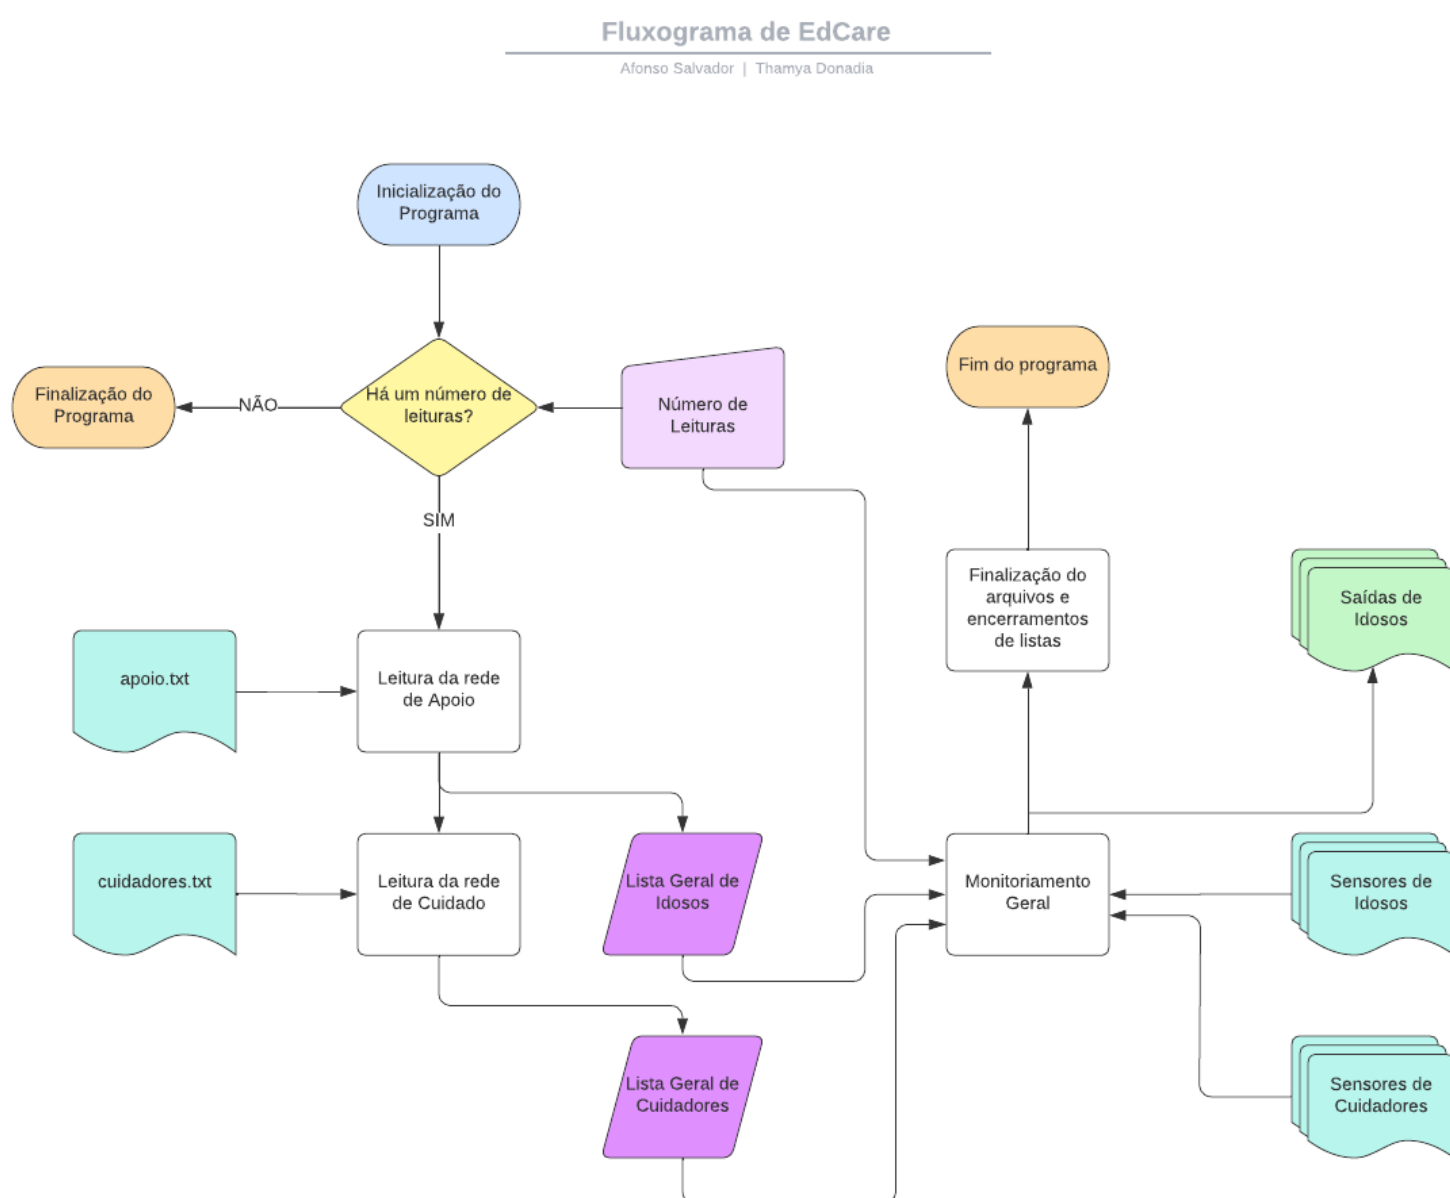 Fluxograma de EdCare
Afonso Salvador | Thamya Donadia
Inicialização do
Programa
Há um número de
leituras?
NÃO
Finalização do
Programa
Número de
Leituras
Fim do programa
SIM
Finalização do
arquivos e
encerramentos
de listas
Saídas de
Idosos
apoio.txt
Leitura da rede
de Apoio
cuidadores.txt
Leitura da rede
de Cuidado
Lista Geral de
Idosos
Monitoriamento
Geral
Sensores de
Idosos
Lista Geral de
Cuidadores
Sensores de
Cuidadores